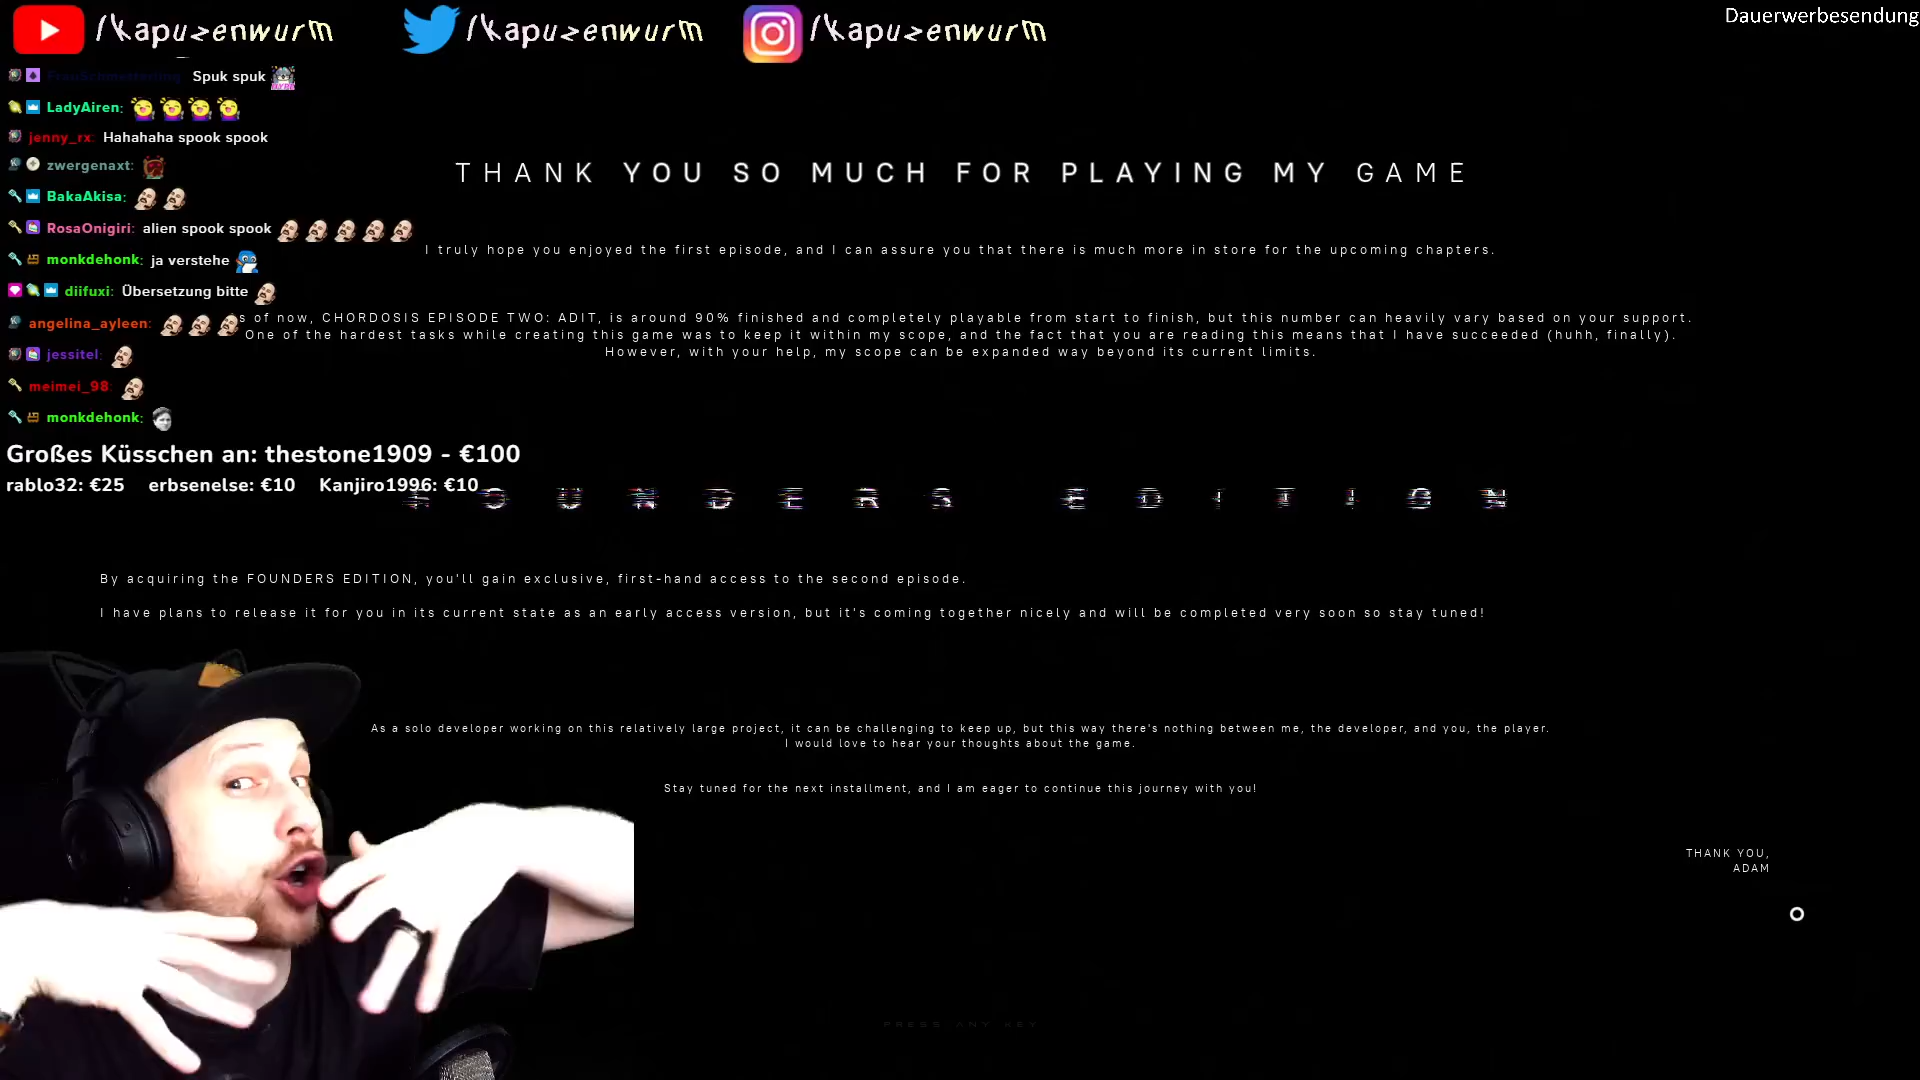 /kapuzenwurm
/kapuzenwurm
/kapuzenwurm
Dauerwerbesendung
FrauSchmetterling Spuk spuk
LadyAiren:
jenny_rx: Hahahaha spook spook
zwergenaxt:
BakaAkisa:
RosaOnigiri: alien spook spook
monkdehonk: ja verstehe
diifuxi: Übersetzung bitte
angelina_ayleen:
jessitel:
meimei_98:
monkdehonk:
Großes Küsschen an: thestone1909 - €100
rablo32: €25 erbsenelse: €10 Kanjiro1996: €10
THANK YOU SO MUCH FOR PLAYING MY GAME
I truly hope you enjoyed the first episode, and I can assure you that there is much more in store for the upcoming chapters.
s of now, CHORDOSIS EPISODE TWO: ADIT, is around 90% finished and completely playable from start to finish, but this number can heavily vary based on your support.
One of the hardest tasks while creating this game was to keep it within my scope, and the fact that you are reading this means that I have succeeded (huhh, finally).
However, with your help, my scope can be expanded way beyond its current limits.
FOUNDERS EDITION
By acquiring the FOUNDERS EDITION, you'll gain exclusive, first-hand access to the second episode.
I have plans to release it for you in its current state as an early access version, but it's coming together nicely and will be completed very soon so stay tuned!
As a solo developer working on this relatively large project, it can be challenging to keep up, but this way there's nothing between me, the developer, and you, the player.
I would love to hear your thoughts about the game.
Stay tuned for the next installment, and I am eager to continue this journey with you!
THANK YOU,
ADAM
PRESS ANY KEY